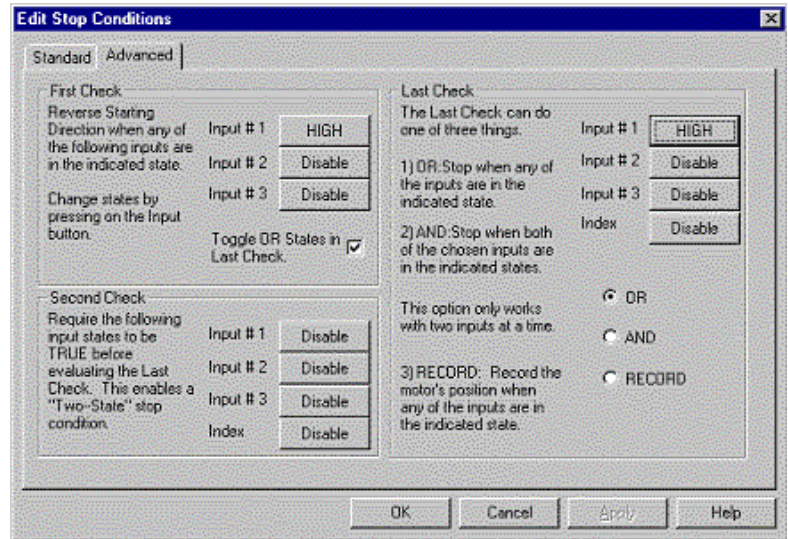 Edit Stop Conditions
Standard
Advanced
First Check
Reverse Starting
Direction when any of
the following inputs are
in the indicated state.
Change states by
pressing on the Input
button.
Input # 1
HIGH
Input # 2
Disable
Input # 3
Disable
Toggle OR States in
Last Check.
Second Check
Require the following
input states to be
TRUE before
evaluating the Last
Check. This enables a
"Two--State" stop
condition.
Input # 1
Disable
Input # 2
Disable
Input # 3
Disable
Index
Disable
Last Check
The Last Check can do
one of three things.
1) OR:Stop when any of
the inputs are in the
indicated state.
2) AND:Stop when both
of the chosen inputs are
in the indicated states.
This option only works
with two inputs at a time.
3) RECORD: Record the
motor's position when
any of the inputs are in
the indicated state.
Input # 1
HIGH
Input # 2
Disable
Input # 3
Disable
Index
Disable
OR
AND
RECORD
OK
Cancel
Apply
Help